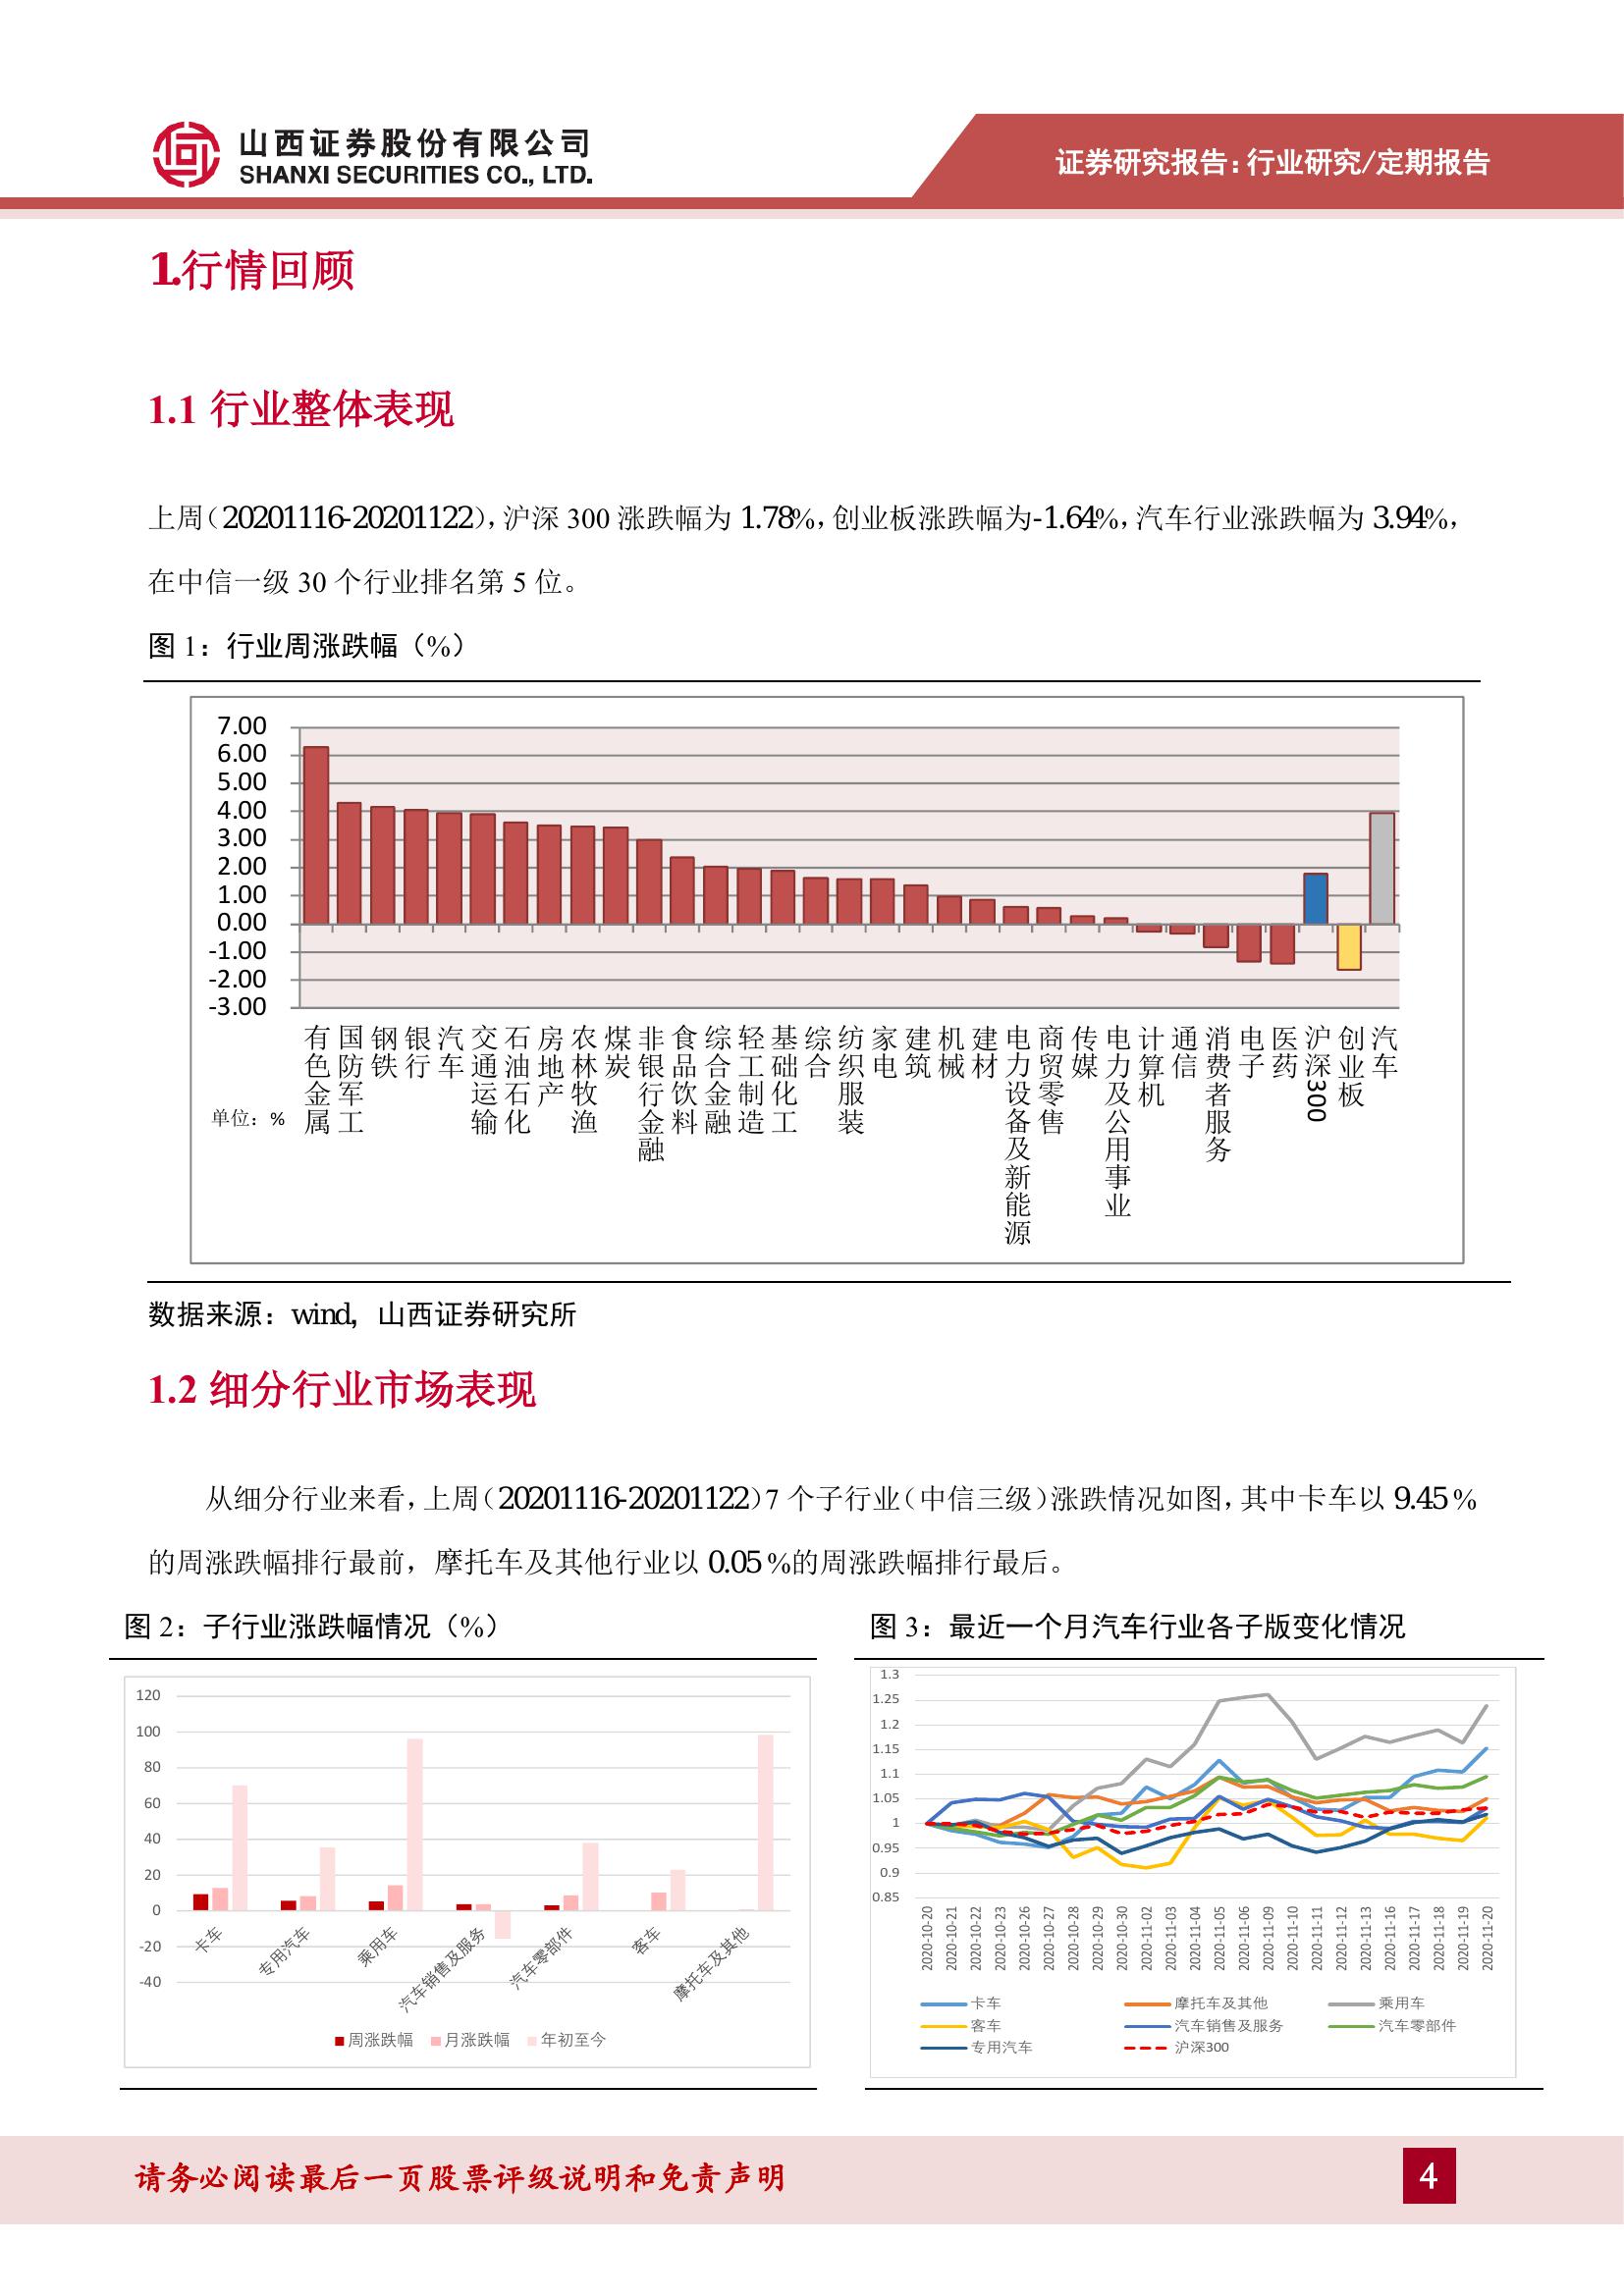 山西证券股份有限公司
SHANXI SECURITIES CO., LTD.
证券研究报告：行业研究/定期报告
1.行情回顾
1.1 行业整体表现
上周（20201116-20201122），沪深 300 涨跌幅为 1.78%，创业板涨跌幅为-1.64%，汽车行业涨跌幅为 3.94%，
在中信一级 30 个行业排名第 5 位。
图 1：行业周涨跌幅（%）
7.00
6.00
5.00
4.00
3.00
2.00
1.00
0.00
-1.00
-2.00
-3.00
单位：%
有色金属
国防军工
钢铁
银行
汽车
交通运输
石油石化
房地产
农林牧渔
煤炭
非银行金融
食品饮料
综合金融
轻工制造
基础化工
综合
纺织服装
家电
建筑
机械
建材
电力设备及新能源
商贸零售
传媒
电力及公用事业
计算机
通信
消费者服务
电子
医药
沪深300
创业板
汽车
数据来源：wind，山西证券研究所
1.2 细分行业市场表现
从细分行业来看，上周（20201116-20201122）7 个子行业（中信三级）涨跌情况如图，其中卡车以 9.45 %
的周涨跌幅排行最前，摩托车及其他行业以 0.05 %的周涨跌幅排行最后。
图 2：子行业涨跌幅情况（%）
120
100
80
60
40
20
0
-20
-40
卡车
专用汽车
乘用车
汽车销售及服务
汽车零部件
客车
摩托车及其他
周涨跌幅 月涨跌幅 年初至今
图 3：最近一个月汽车行业各子版变化情况
1.3
1.25
1.2
1.15
1.1
1.05
1
0.95
0.9
0.85
2020-10-20
2020-10-21
2020-10-22
2020-10-23
2020-10-26
2020-10-27
2020-10-28
2020-10-29
2020-10-30
2020-11-02
2020-11-03
2020-11-04
2020-11-05
2020-11-06
2020-11-09
2020-11-10
2020-11-11
2020-11-12
2020-11-13
2020-11-16
2020-11-17
2020-11-18
2020-11-19
2020-11-20
卡车 摩托车及其他 乘用车
客车 汽车销售及服务 汽车零部件
专用汽车 沪深300
请务必阅读最后一页股票评级说明和免责声明
4